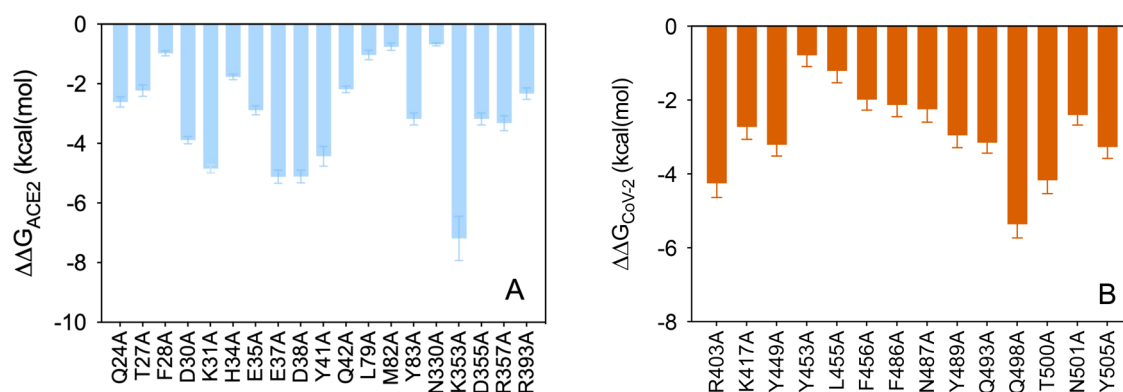 0
-2
-4
-6
-8
-10
ΔΔG_ACE2 (kcal(mol)
A
Q24A
T27A
F28A
D30A
K31A
H34A
E35A
E37A
D38A
Y41A
Q42A
L79A
M82A
Y83A
N330A
K353A
D355A
R357A
R393A
0
-2
-4
-6
-8
ΔΔG_CoV-2 (kcal(mol)
B
R403A
K417A
Y449A
Y453A
L455A
F456A
F486A
N487A
Y489A
Q493A
Q498A
T500A
N501A
Y505A